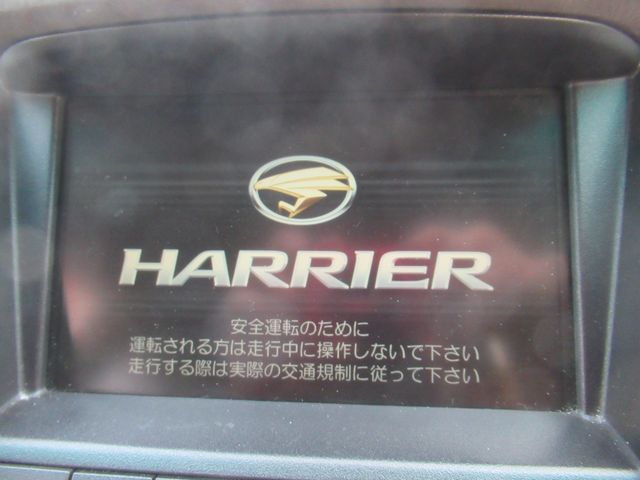 HARRIER
安全運転のために
運転される方は走行中に操作しないで下さい
走行する際は実際の交通規制に従って下さい